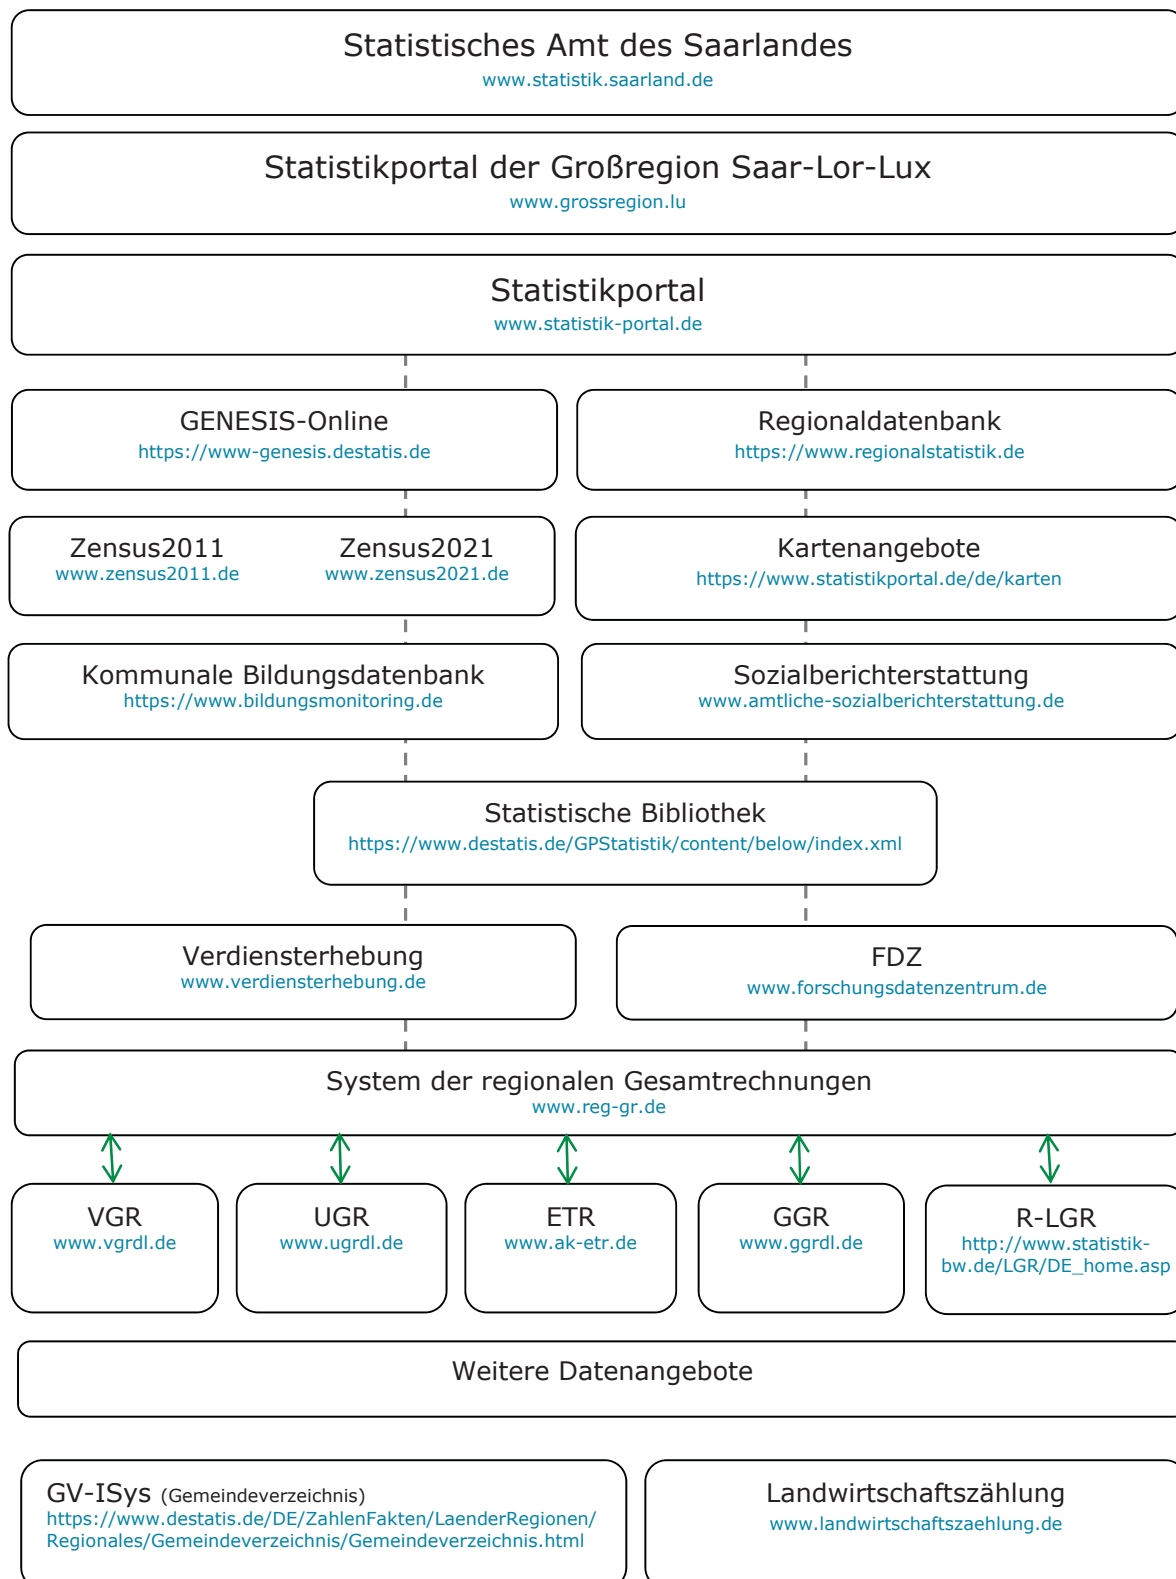 Statistisches Amt des Saarlandes
www.statistik.saarland.de
Statistikportal der Großregion Saar-Lor-Lux
www.grossregion.lu
Statistikportal
www.statistik-portal.de
GENESIS-Online
https://www-genesis.destatis.de
Regionaldatenbank
https://www.regionalstatistik.de
Zensus2011
www.zensus2011.de
Zensus2021
www.zensus2021.de
Kartenangebote
https://www.statistikportal.de/de/karten
Kommunale Bildungsdatenbank
https://www.bildungsmonitoring.de
Sozialberichterstattung
www.amtliche-sozialberichterstattung.de
Statistische Bibliothek
https://www.destatis.de/GPStatistik/content/below/index.xml
Verdiensterhebung
www.verdiensterhebung.de
FDZ
www.forschungsdatenzentrum.de
System der regionalen Gesamtrechnungen
www.reg-gr.de
VGR
www.vgrdl.de
UGR
www.ugrdl.de
ETR
www.ak-etr.de
GGR
www.ggrdl.de
R-LGR
http://www.statistik-
bw.de/LGR/DE_home.asp
Weitere Datenangebote
GV-ISys (Gemeindeverzeichnis)
https://www.destatis.de/DE/ZahlenFakten/LaenderRegionen/
Regionales/Gemeindeverzeichnis/Gemeindeverzeichnis.html
Landwirtschaftszählung
www.landwirtschaftszaehlung.de